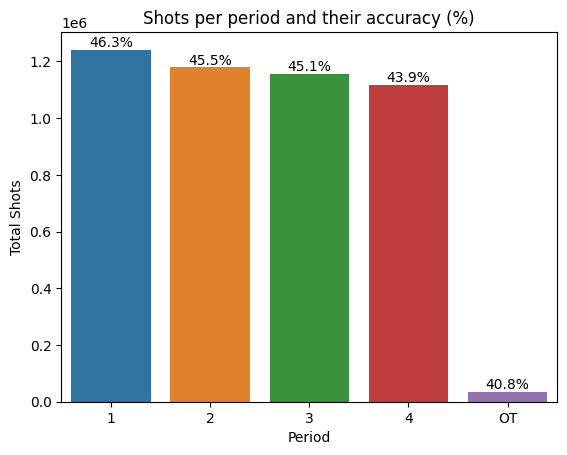 Shots per period and their accuracy (%)
1e6
46.3%
45.5%
45.1%
43.9%
40.8%
1.2
1.0
0.8
0.6
0.4
0.2
0.0
Total Shots
1 2 3 4 OT
Period